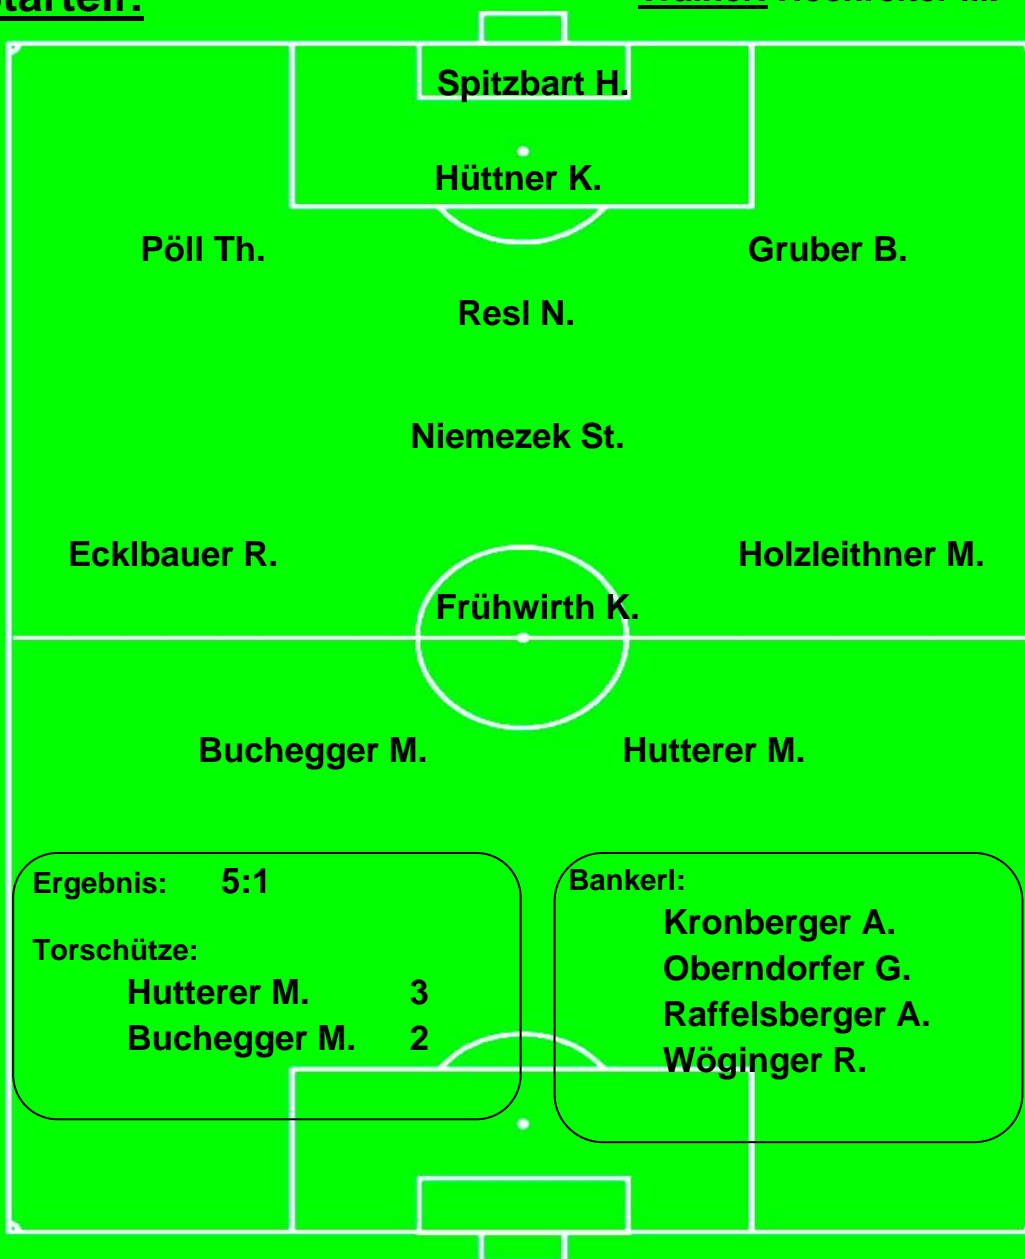 Startelf:
Spitzbart H.
Hüttner K.
Pöll Th. Gruber B.
Resl N.
Niemezek St.
Ecklbauer R. Holzleithner M.
Frühwirth K.
Buchegger M. Hutterer M.
Ergebnis: 5:1
Torschütze:
Hutterer M. 3
Buchegger M. 2
Bankerl:
Kronberger A.
Oberndorfer G.
Raffelsberger A.
Wöginger R.